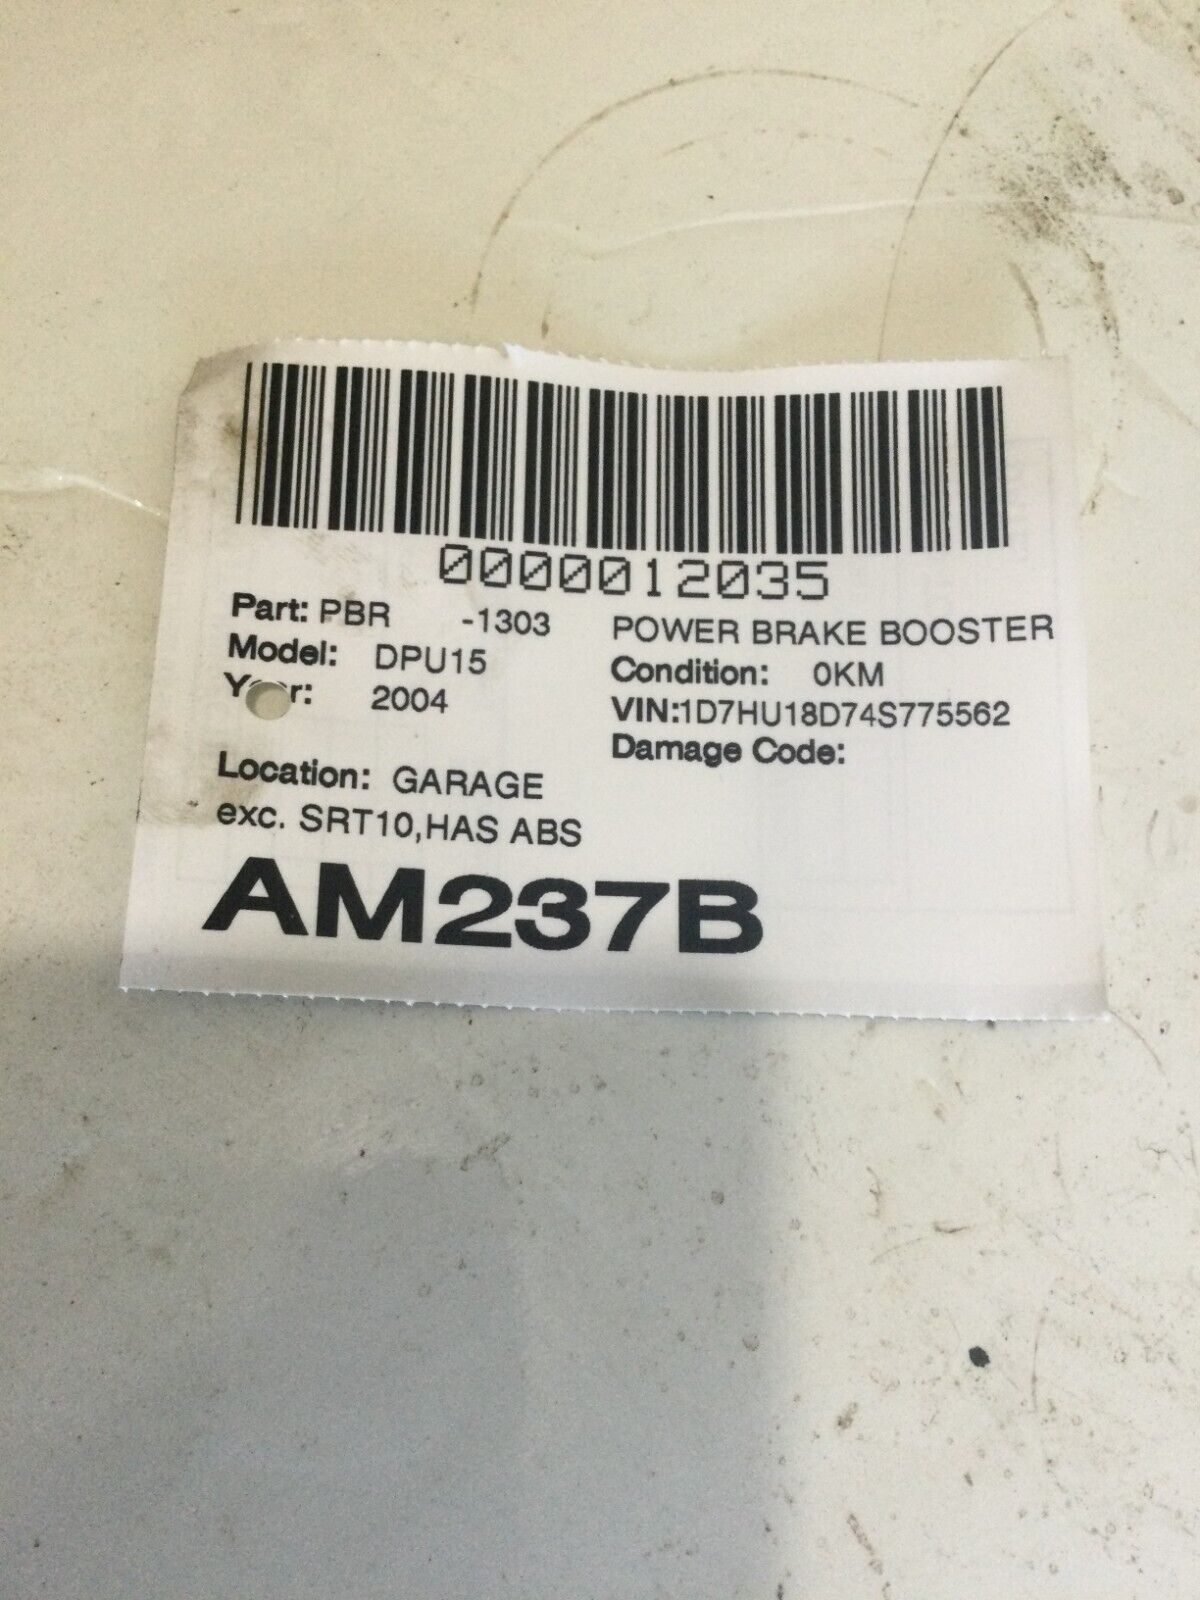 0000012035
Part: PBR -1303 POWER BRAKE BOOSTER
Model: DPU15 Condition: 0KM
2004 VIN:1D7HU18D74S775562
Damage Code:
Location: GARAGE
exc. SRT10,HAS ABS
AM237B